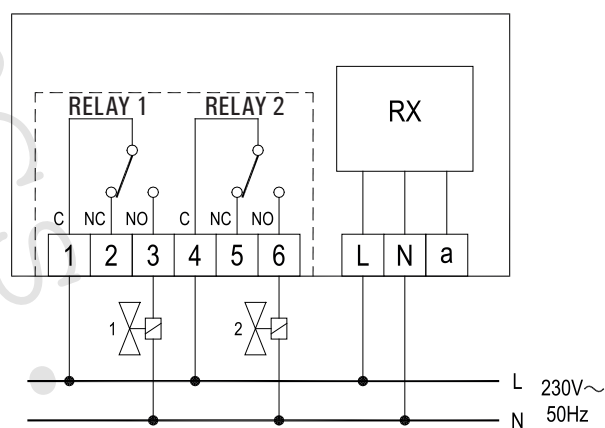 RELAY 1 RELAY 2
RX
C NC NO C NC NO
1 2 3 4 5 6 L N a
1 2
L
230V~
N 50Hz